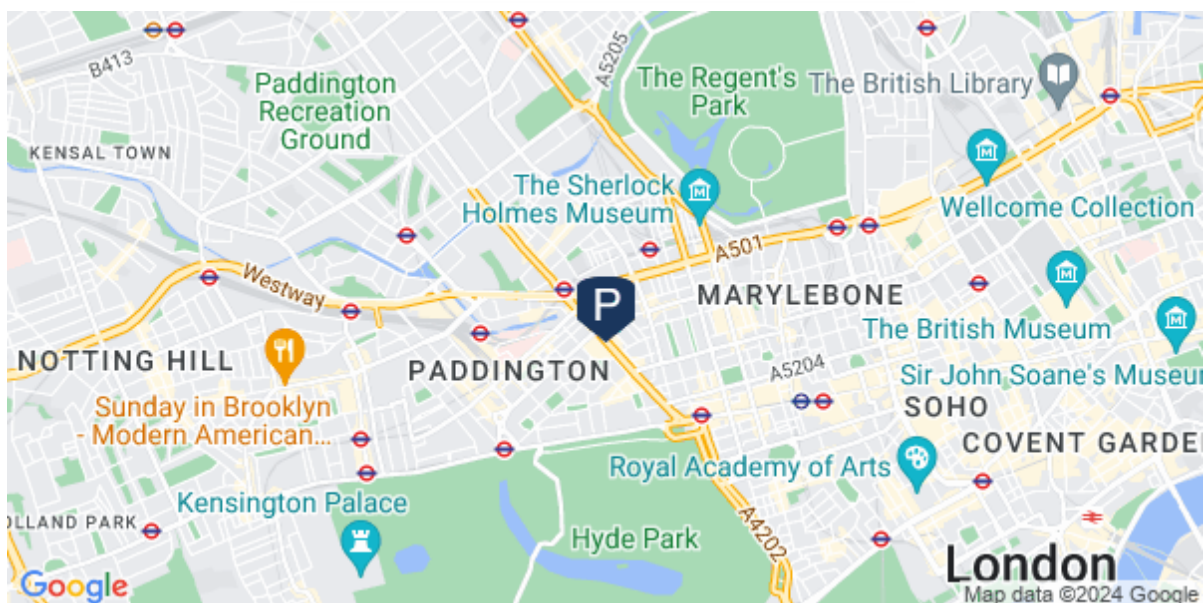 B413
A5205
The Regent's
Park
The British Library
Paddington
Recreation
Ground
KENSAL TOWN
The Sherlock
Holmes Museum
Wellcome Collection
A501
Westway
P
MARYLEBONE
The British Museum
NOTTING HILL
PADDINGTON
A5204
Sir John Soane's Museu
Sunday in Brooklyn
- Modern American...
SOHO
COVENT GARDE
Royal Academy of Arts
Kensington Palace
OLLAND PARK
Hyde Park
A4202
London
Google
Map data ©2024 Google